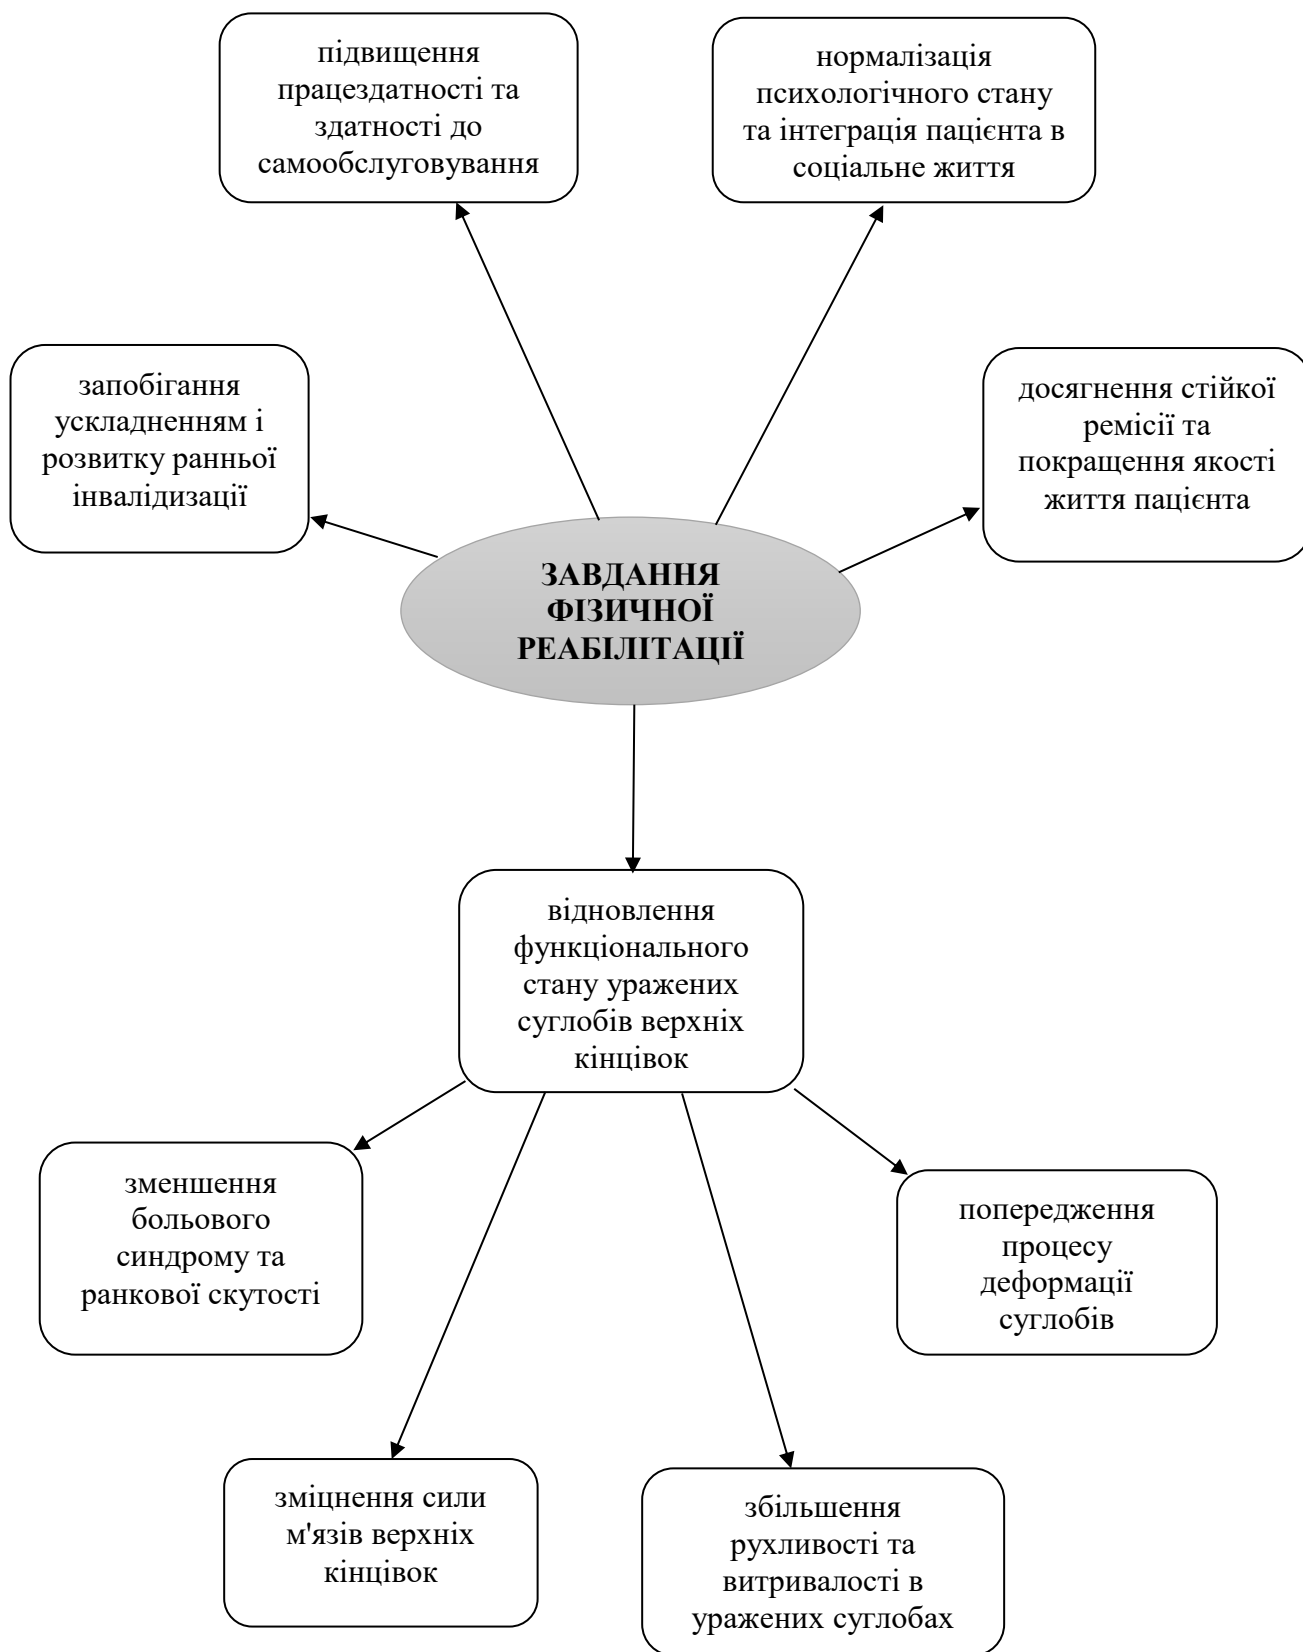 підвищення
працездатності та
здатності до
самообслуговування
нормалізація
психологічного стану
та інтеграція пацієнта в
соціальне життя
запобігання
ускладненням і
розвитку ранньої
інвалідизації
досягнення стійкої
ремісії та
покращення якості
життя пацієнта
ЗАВДАННЯ
ФІЗИЧНОЇ
РЕАБІЛІТАЦІЇ
відновлення
функціонального
стану уражених
суглобів верхніх
кінцівок
зменшення
больового
синдрому та
ранкової скутості
попередження
процесу
деформації
суглобів
зміцнення сили
м'язів верхніх
кінцівок
збільшення
рухливості та
витривалості в
уражених суглобах